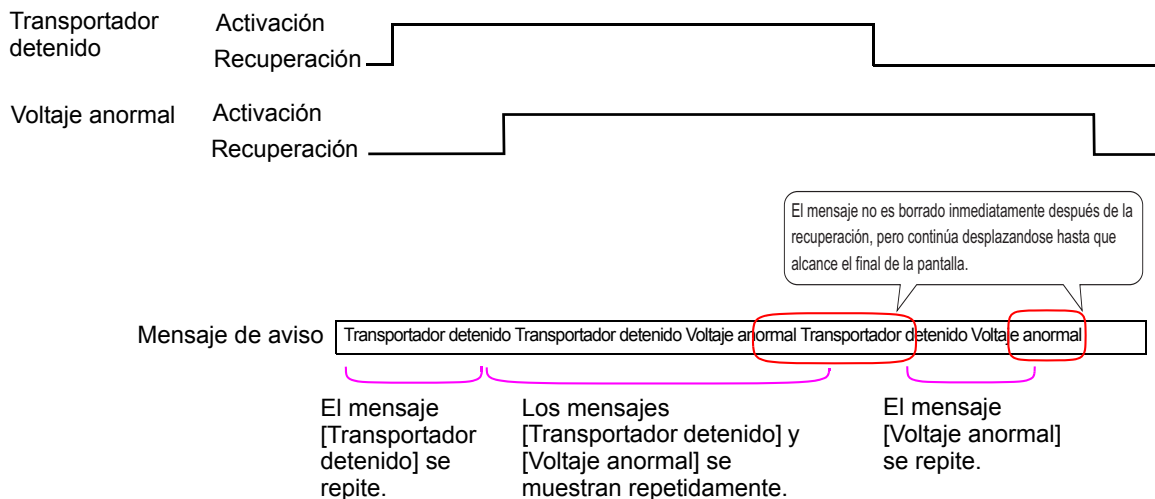 Transportador
detenido
Activación
Recuperación
Voltaje anormal
Activación
Recuperación
El mensaje no es borrado inmediatamente después de la
recuperación, pero continúa desplazandose hasta que
alcance el final de la pantalla.
Mensaje de aviso
Transportador detenido Transportador detenido Voltaje anormal Transportador detenido Voltaje anormal
El mensaje
[Transportador
detenido] se
repite.
Los mensajes
[Transportador detenido] y
[Voltaje anormal] se
muestran repetidamente.
El mensaje
[Voltaje anormal]
se repite.